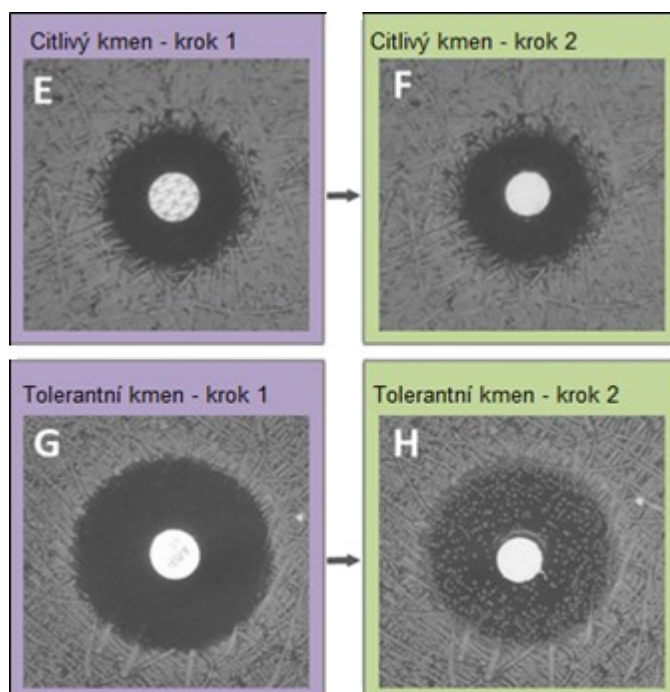 Citlivý kmen - krok 1
Citlivý kmen - krok 2
E
F
Tolerantní kmen - krok 1
Tolerantní kmen - krok 2
G
H